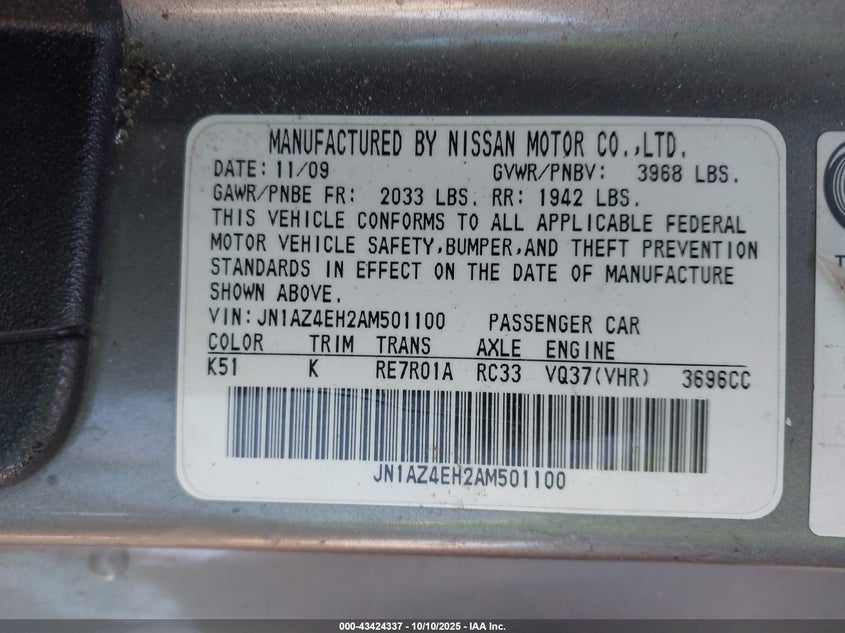 MANUFACTURED BY NISSAN MOTOR CO.,LTD.
DATE: 11/09 GVWR/PNBV: 3968 LBS.
GAWR/PNBE FR: 2033 LBS. RR: 1942 LBS.
THIS VEHICLE CONFORMS TO ALL APPLICABLE FEDERAL
MOTOR VEHICLE SAFETY,BUMPER,AND THEFT PREVENTION
STANDARDS IN EFFECT ON THE DATE OF MANUFACTURE
SHOWN ABOVE.
VIN: JN1AZ4EH2AM501100 PASSENGER CAR
COLOR TRIM TRANS AXLE ENGINE
K51 K RE7R01A RC33 VQ37(VHR) 3696CC
JN1AZ4EH2AM501100
000-43424337 - 10/10/2025 - IAA Inc.